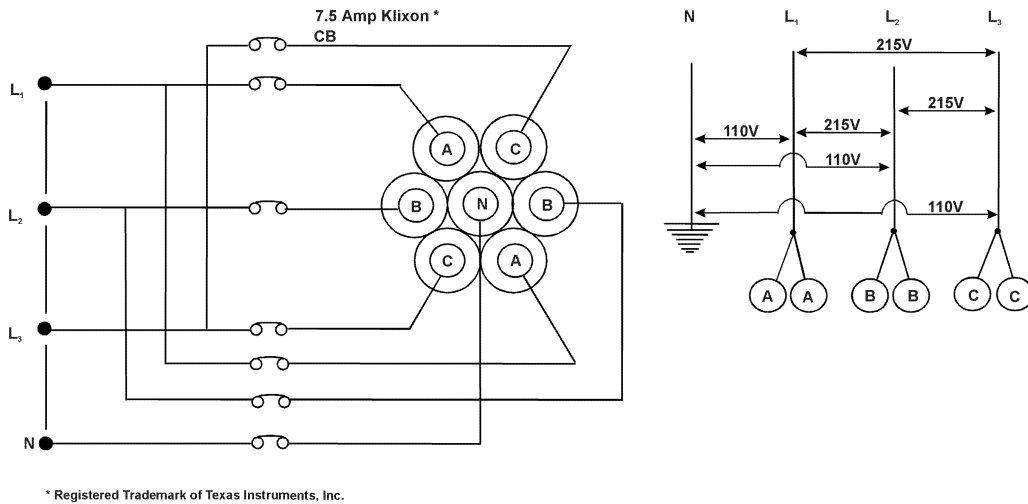 7.5 Amp Klixon *
CB
L₁
L₂
L₃
N
A
C
B
N
B
C
A
N L₁ L₂ L₃
215V
215V
110V
215V
110V
110V
A A B B C C
* Registered Trademark of Texas Instruments, Inc.